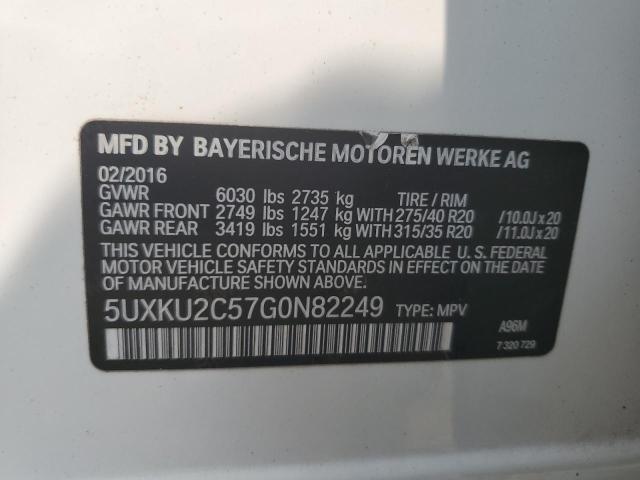 MFD BY BAYERISCHE MOTOREN WERKE AG
02/2016
GVWR 6030 lbs 2735 kg TIRE / RIM
GAWR FRONT 2749 lbs 1247 kg WITH 275/40 R20 /10.0J x 20
GAWR REAR 3419 lbs 1551 kg WITH 315/35 R20 /11.0J x 20
THIS VEHICLE CONFORMS TO ALL APPLICABLE U. S. FEDERAL
MOTOR VEHICLE SAFETY STANDARDS IN EFFECT ON THE DATE
OF MANUFACTURE SHOWN ABOVE.
5UXKU2C57G0N82249 TYPE: MPV
A96M
7 320 729